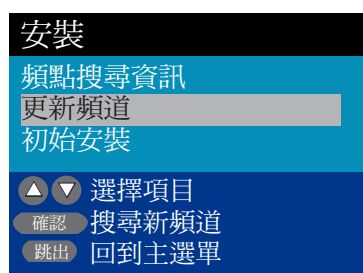 安裝
頻點搜尋資訊
更新頻道
初始安裝
選擇項目
確認 搜尋新頻道
跳出 回到主選單